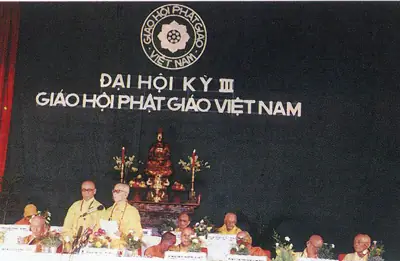 GIÁO HỘI PHẬT GIÁO
VIỆT NAM
ĐẠI HỘI KỲ III
GIÁO HỘI PHẬT GIÁO VIỆT NAM